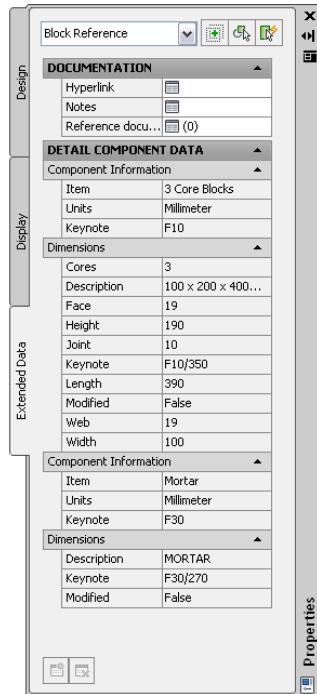 Block Reference
DOCUMENTATION
Hyperlink
Notes
Reference docu... (0)
DETAIL COMPONENT DATA
Component Information
Item 3 Core Blocks
Units Millimeter
Keynote F10
Dimensions
Cores 3
Description 100 x 200 x 400...
Face 19
Height 190
Joint 10
Keynote F10/350
Length 390
Modified False
Web 19
Width 100
Component Information
Item Mortar
Units Millimeter
Keynote F30
Dimensions
Description MORTAR
Keynote F30/270
Modified False
Design
Display
Extended Data
Properties